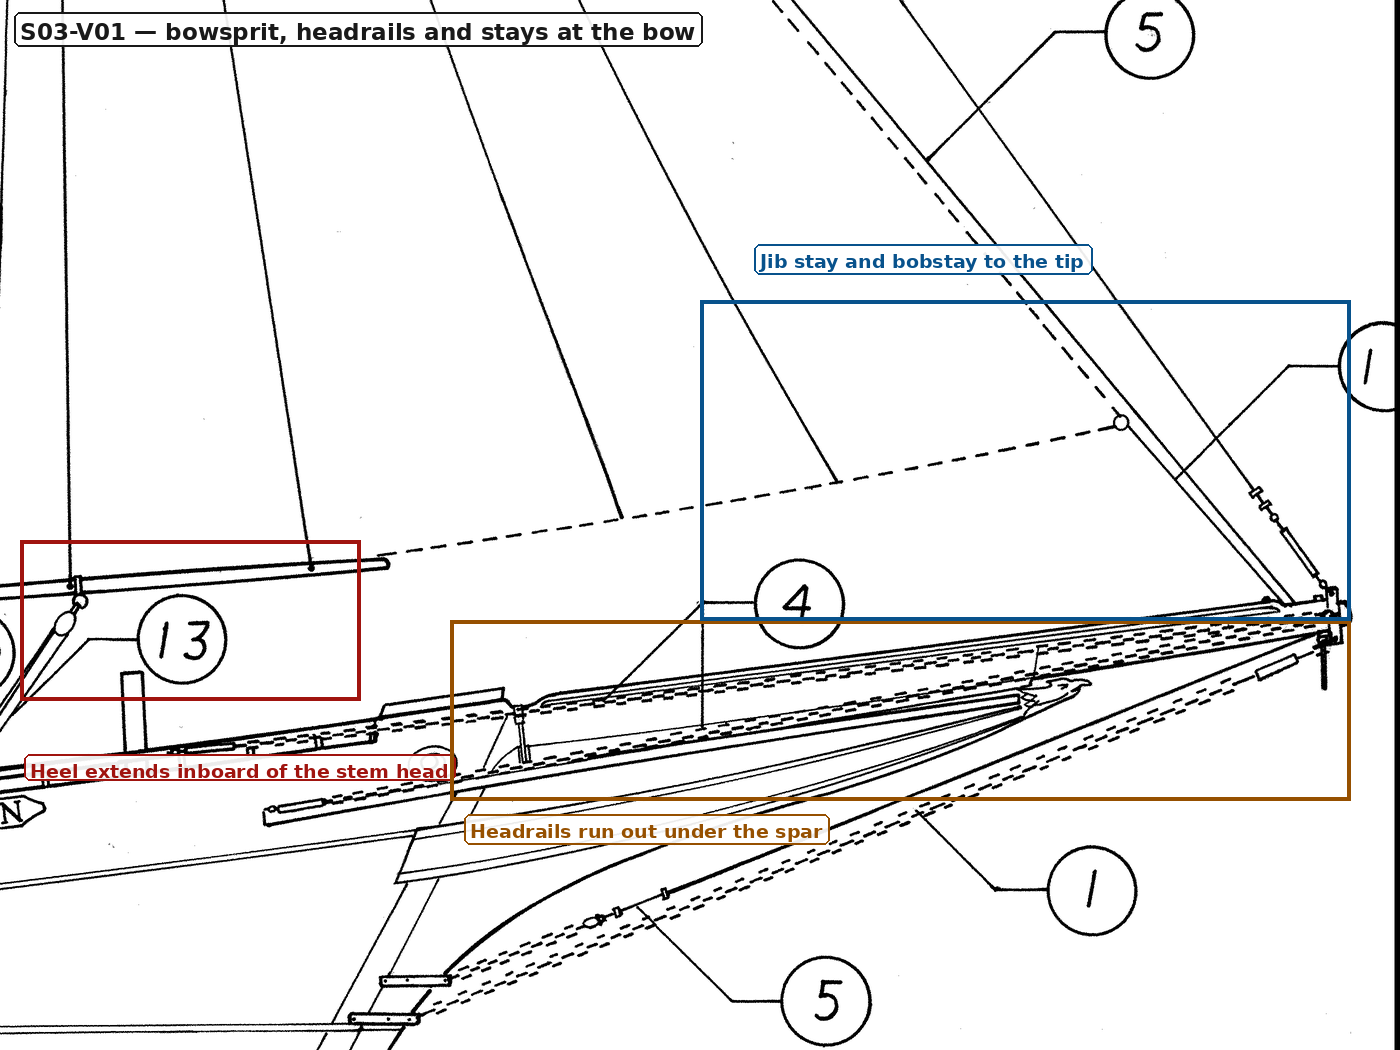 S03-V01 — bowsprit, headrails and stays at the bow
5
Jib stay and bobstay to the tip
1
4
13
Heel extends inboard of the stem head
N
Headrails run out under the spar
1
5